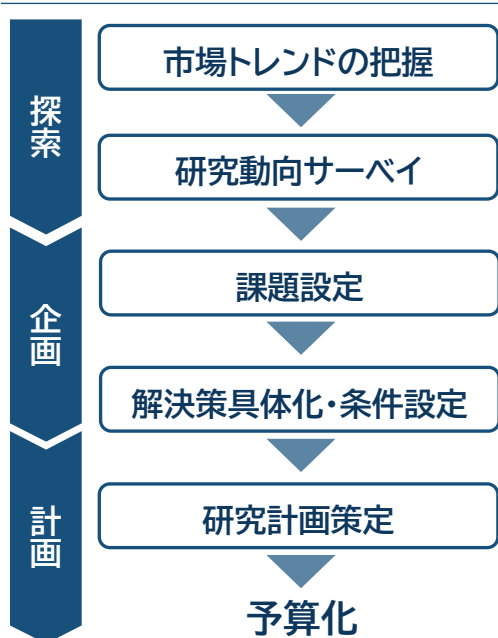 探索
市場トレンドの把握
研究動向サーベイ
企画
課題設定
解決策具体化・条件設定
計画
研究計画策定
予算化